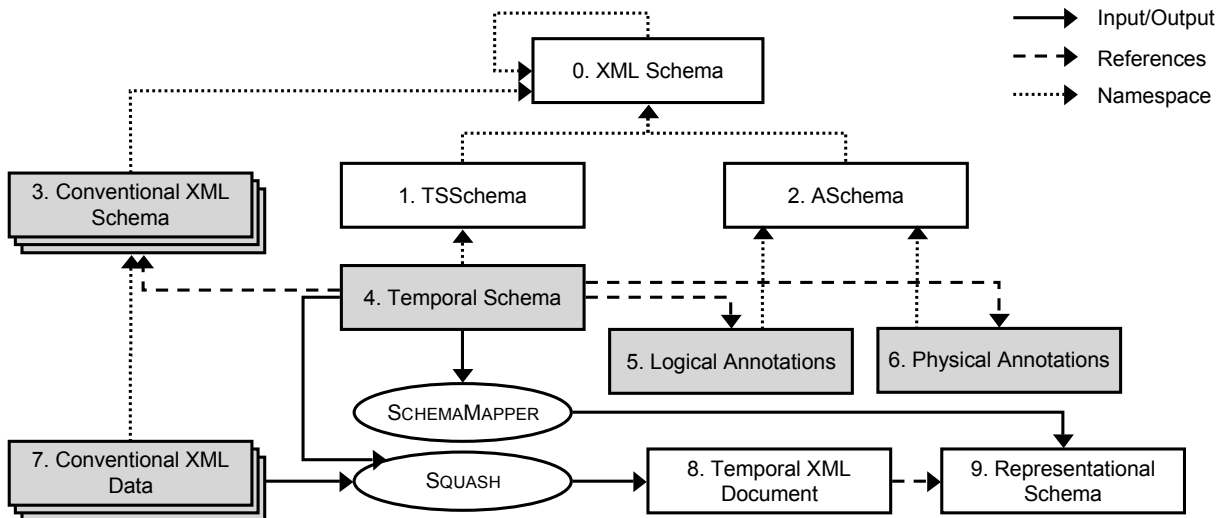 Input/Output
References
Namespace
0. XML Schema
3. Conventional XML
Schema
1. TSSchema
2. ASchema
4. Temporal Schema
5. Logical Annotations
6. Physical Annotations
SCHEMAMAPPER
7. Conventional XML
Data
SQUASH
8. Temporal XML
Document
9. Representational
Schema